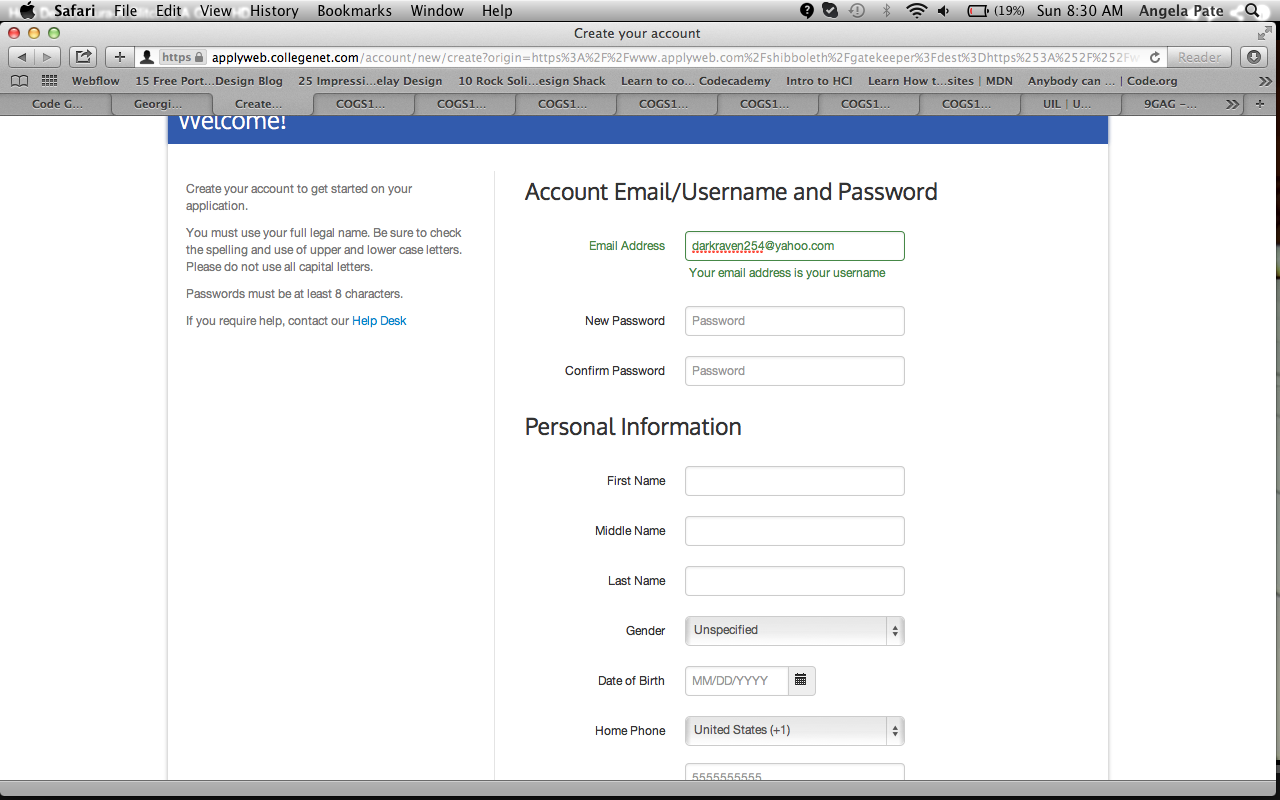 Safari File Edit View History Bookmarks Window Help (19%) Sun 8:30 AM Angela Pate
Create your account
https applyweb.collegenet.com/account/new/create?origin=https%3A%2F%2Fwww.applyweb.com%2Fshibboleth%2Fgatekeeper%3Fdest%3Dhttps%253A%252F%252Fw Reader
Webflow 15 Free Port...Design Blog 25 Impressi...elay Design 10 Rock Soli...esign Shack Learn to co... Codecademy Intro to HCI Learn How t...sites | MDN Anybody can ... | Code.org
Code G... Georgi... Create... COGS1... COGS1... COGS1... COGS1... COGS1... COGS1... COGS1... UIL | U... 9GAG -...
Welcome!
Create your account to get started on your
application.
You must use your full legal name. Be sure to check
the spelling and use of upper and lower case letters.
Please do not use all capital letters.
Passwords must be at least 8 characters.
If you require help, contact our Help Desk
Account Email/Username and Password
Email Address darkraven254@yahoo.com
Your email address is your username
New Password Password
Confirm Password Password
Personal Information
First Name
Middle Name
Last Name
Gender Unspecified
Date of Birth MM/DD/YYYY
Home Phone United States (+1)
5555555555